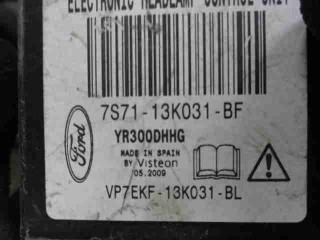 ELECTRONIC HEADLAMP CONTROL UNIT
7S71-13K031-BF
Ford
YR300DHHG
MADE IN SPAIN
BY Visteon
05.2009
VP7EKF-13K031-BL